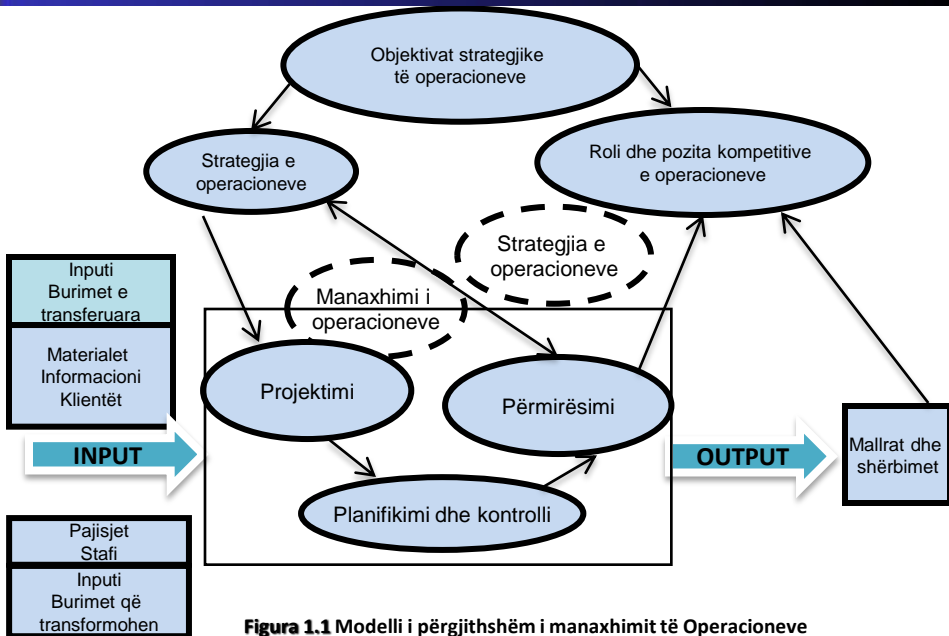 Objektivat strategjike
të operacioneve
Strategjia e
operacioneve
Roli dhe pozita kompetitive
e operacioneve
Strategjia e
operacioneve
Manaxhimi i
operacioneve
Inputi
Burimet e
transferuara
Materialet
Informacioni
Klientët
INPUT
Projektimi
Përmirësimi
Planifikimi dhe kontrolli
OUTPUT
Mallrat dhe
shërbimet
Pajisjet
Stafi
Inputi
Burimet që
transformohen
Figura 1.1 Modelli i përgjithshëm i manaxhimit të Operacioneve